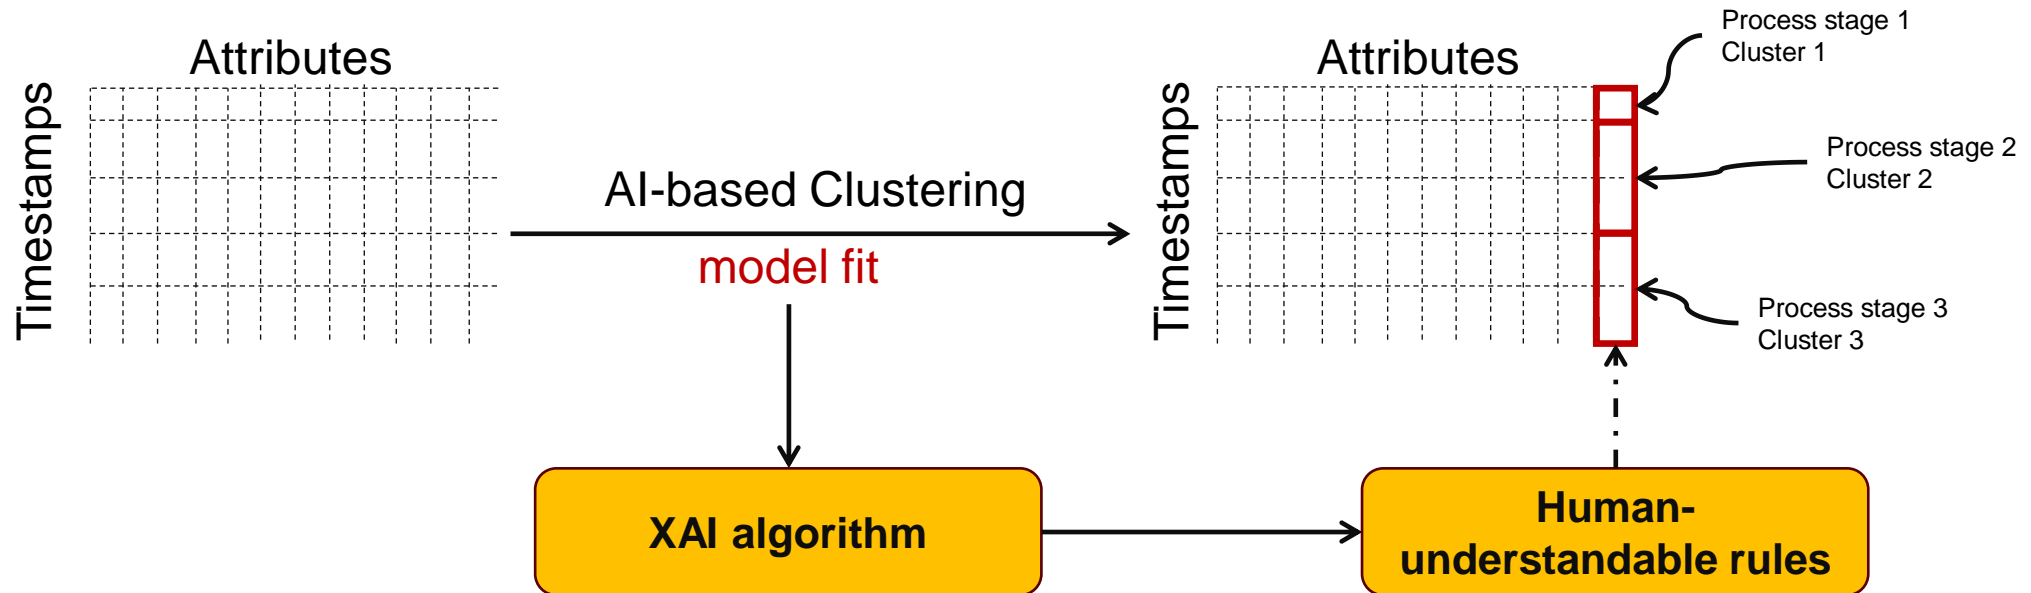 Attributes
Timestamps
AI-based Clustering
model fit
Attributes
Timestamps
Process stage 1
Cluster 1
Process stage 2
Cluster 2
Process stage 3
Cluster 3
XAI algorithm
Human-
understandable rules